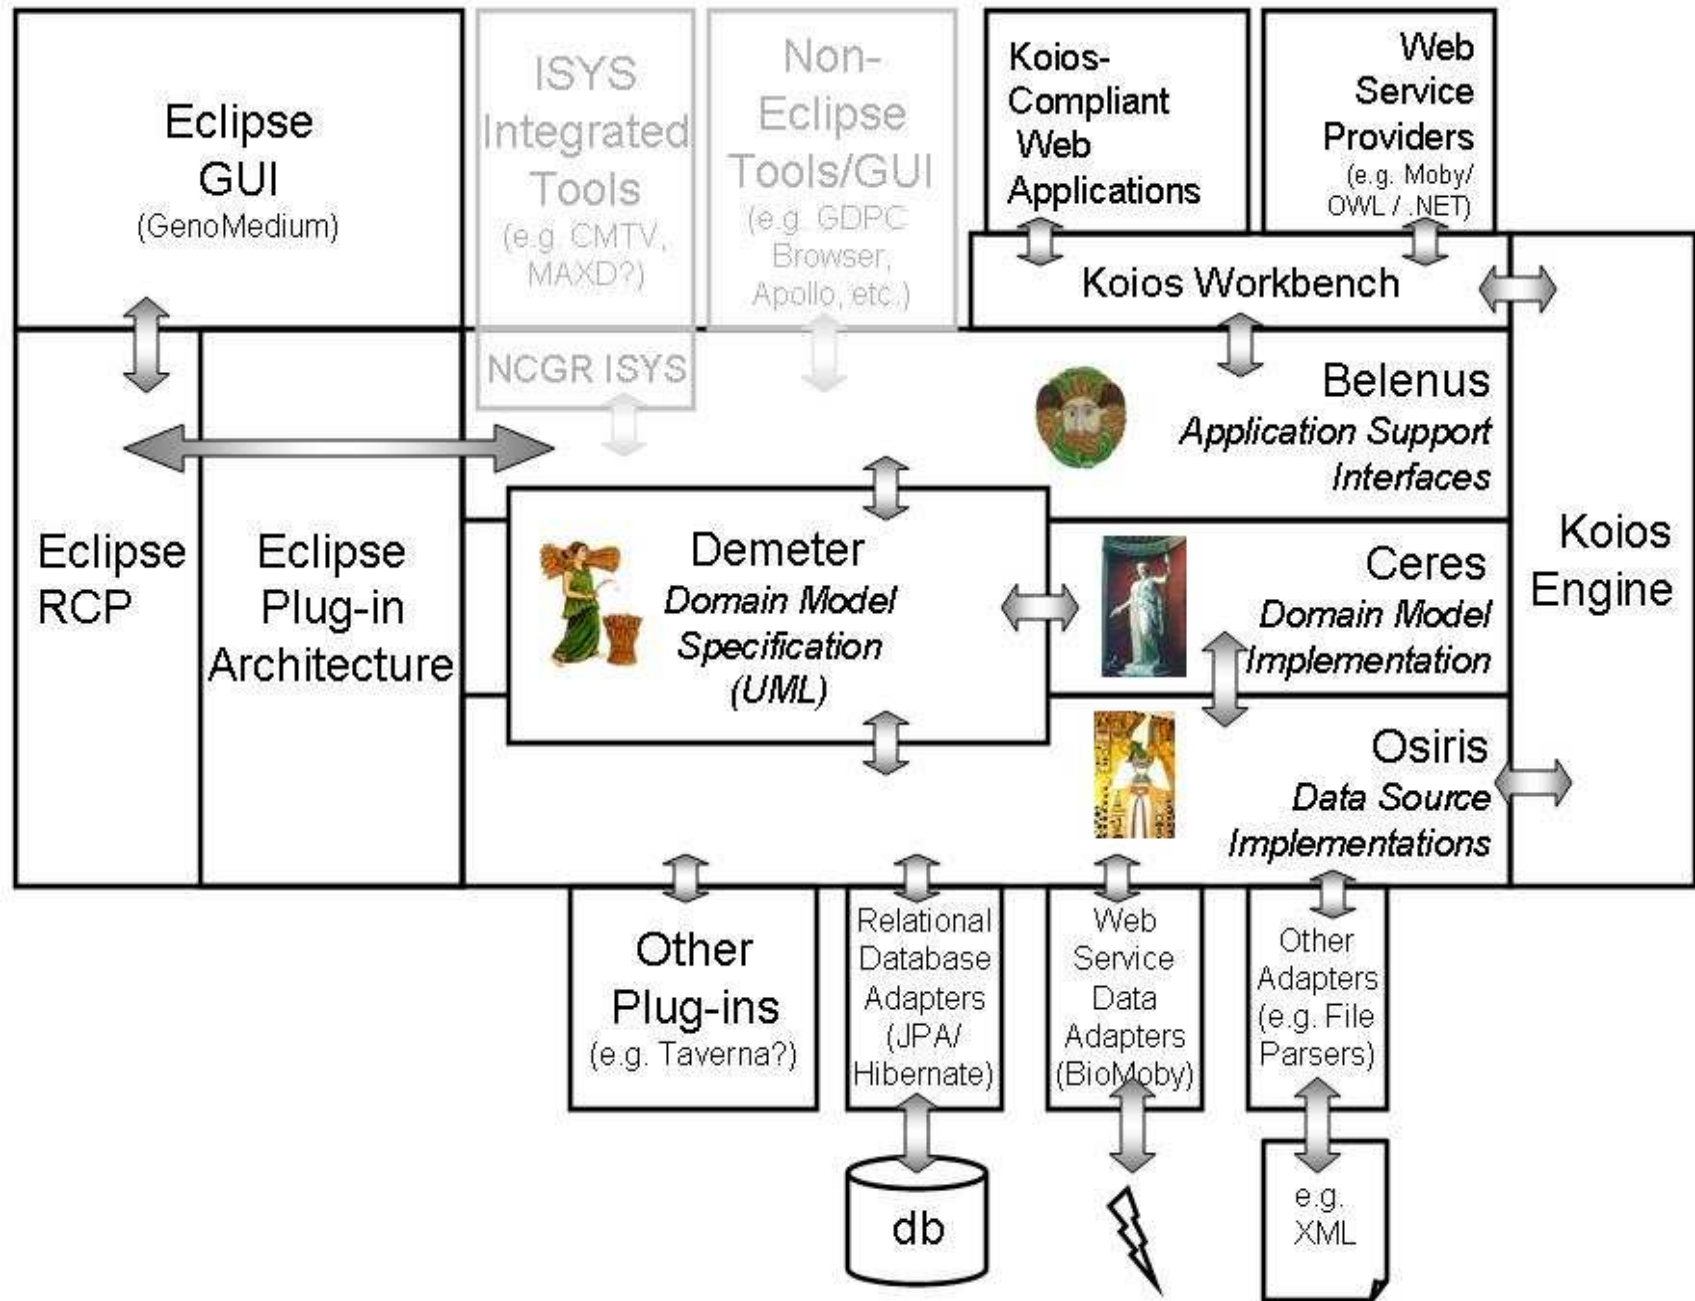 Eclipse
GUI
(GenoMedium)
ISYS
Integrated
Tools
(e.g. CMTV,
MAXD?)
Non-
Eclipse
Tools/GUI
(e.g. GDPC
Browser,
Apollo, etc.)
Koios-
Compliant
Web
Applications
Web
Service
Providers
(e.g. Moby/
OWL / .NET)
Koios Workbench
NCGR ISYS
Belenus
Application Support
Interfaces
Eclipse
RCP
Eclipse
Plug-in
Architecture
Demeter
Domain Model
Specification
(UML)
Ceres
Domain Model
Implementation
Koios
Engine
Osiris
Data Source
Implementations
Other
Plug-ins
(e.g. Taverna?)
Relational
Database
Adapters
(JPA/
Hibernate)
Web
Service
Data
Adapters
(BioMoby)
Other
Adapters
(e.g. File
Parsers)
db
e.g.
XML